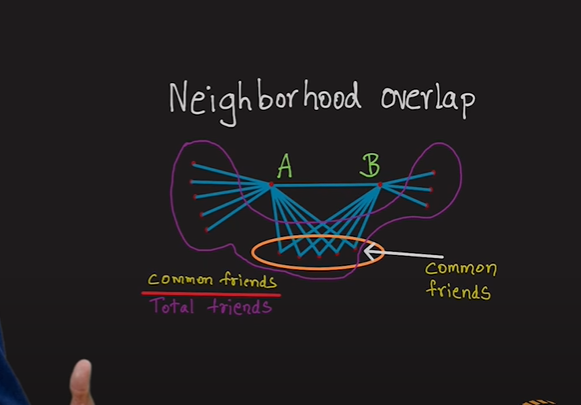 Neighborhood overlap
A B
common friends
Total friends
common
friends